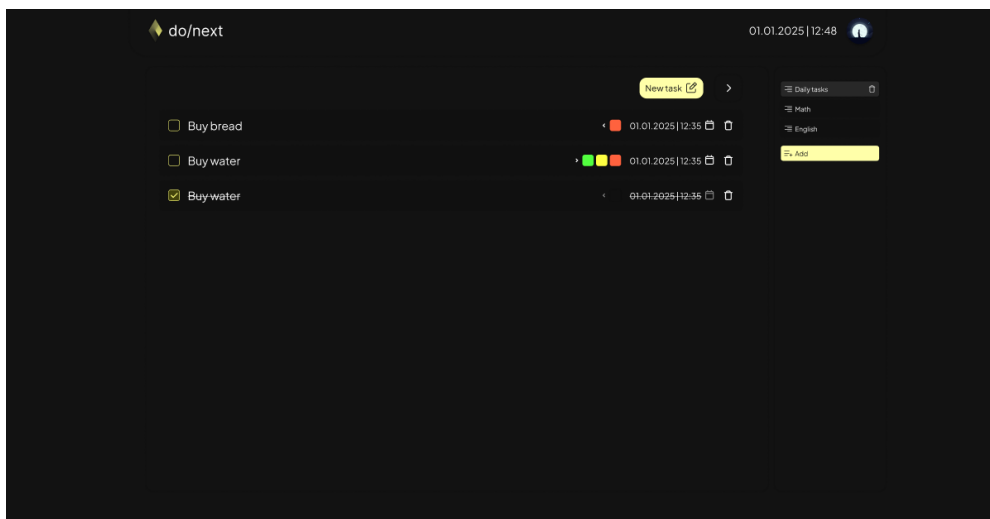 do/next
01.01.2025|12:48
New task
Buy bread
01.01.2025|12:35
Buy water
01.01.2025|12:35
Buy water
01.01.2025|12:35
Daily tasks
Math
English
Add